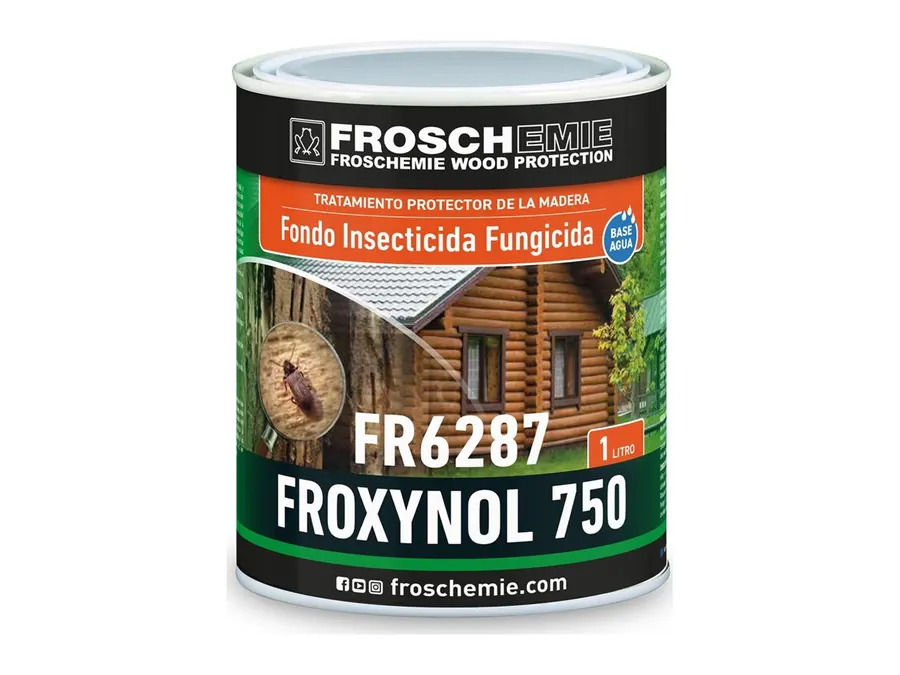 FROSCHEMIE
FROSCHEMIE WOOD PROTECTION
TRATAMIENTO PROTECTOR DE LA MADERA
Fondo Insecticida Fungicida
BASE
AGUA
FR6287
1 LITRO
FROXYNOL 750
froschemie.com